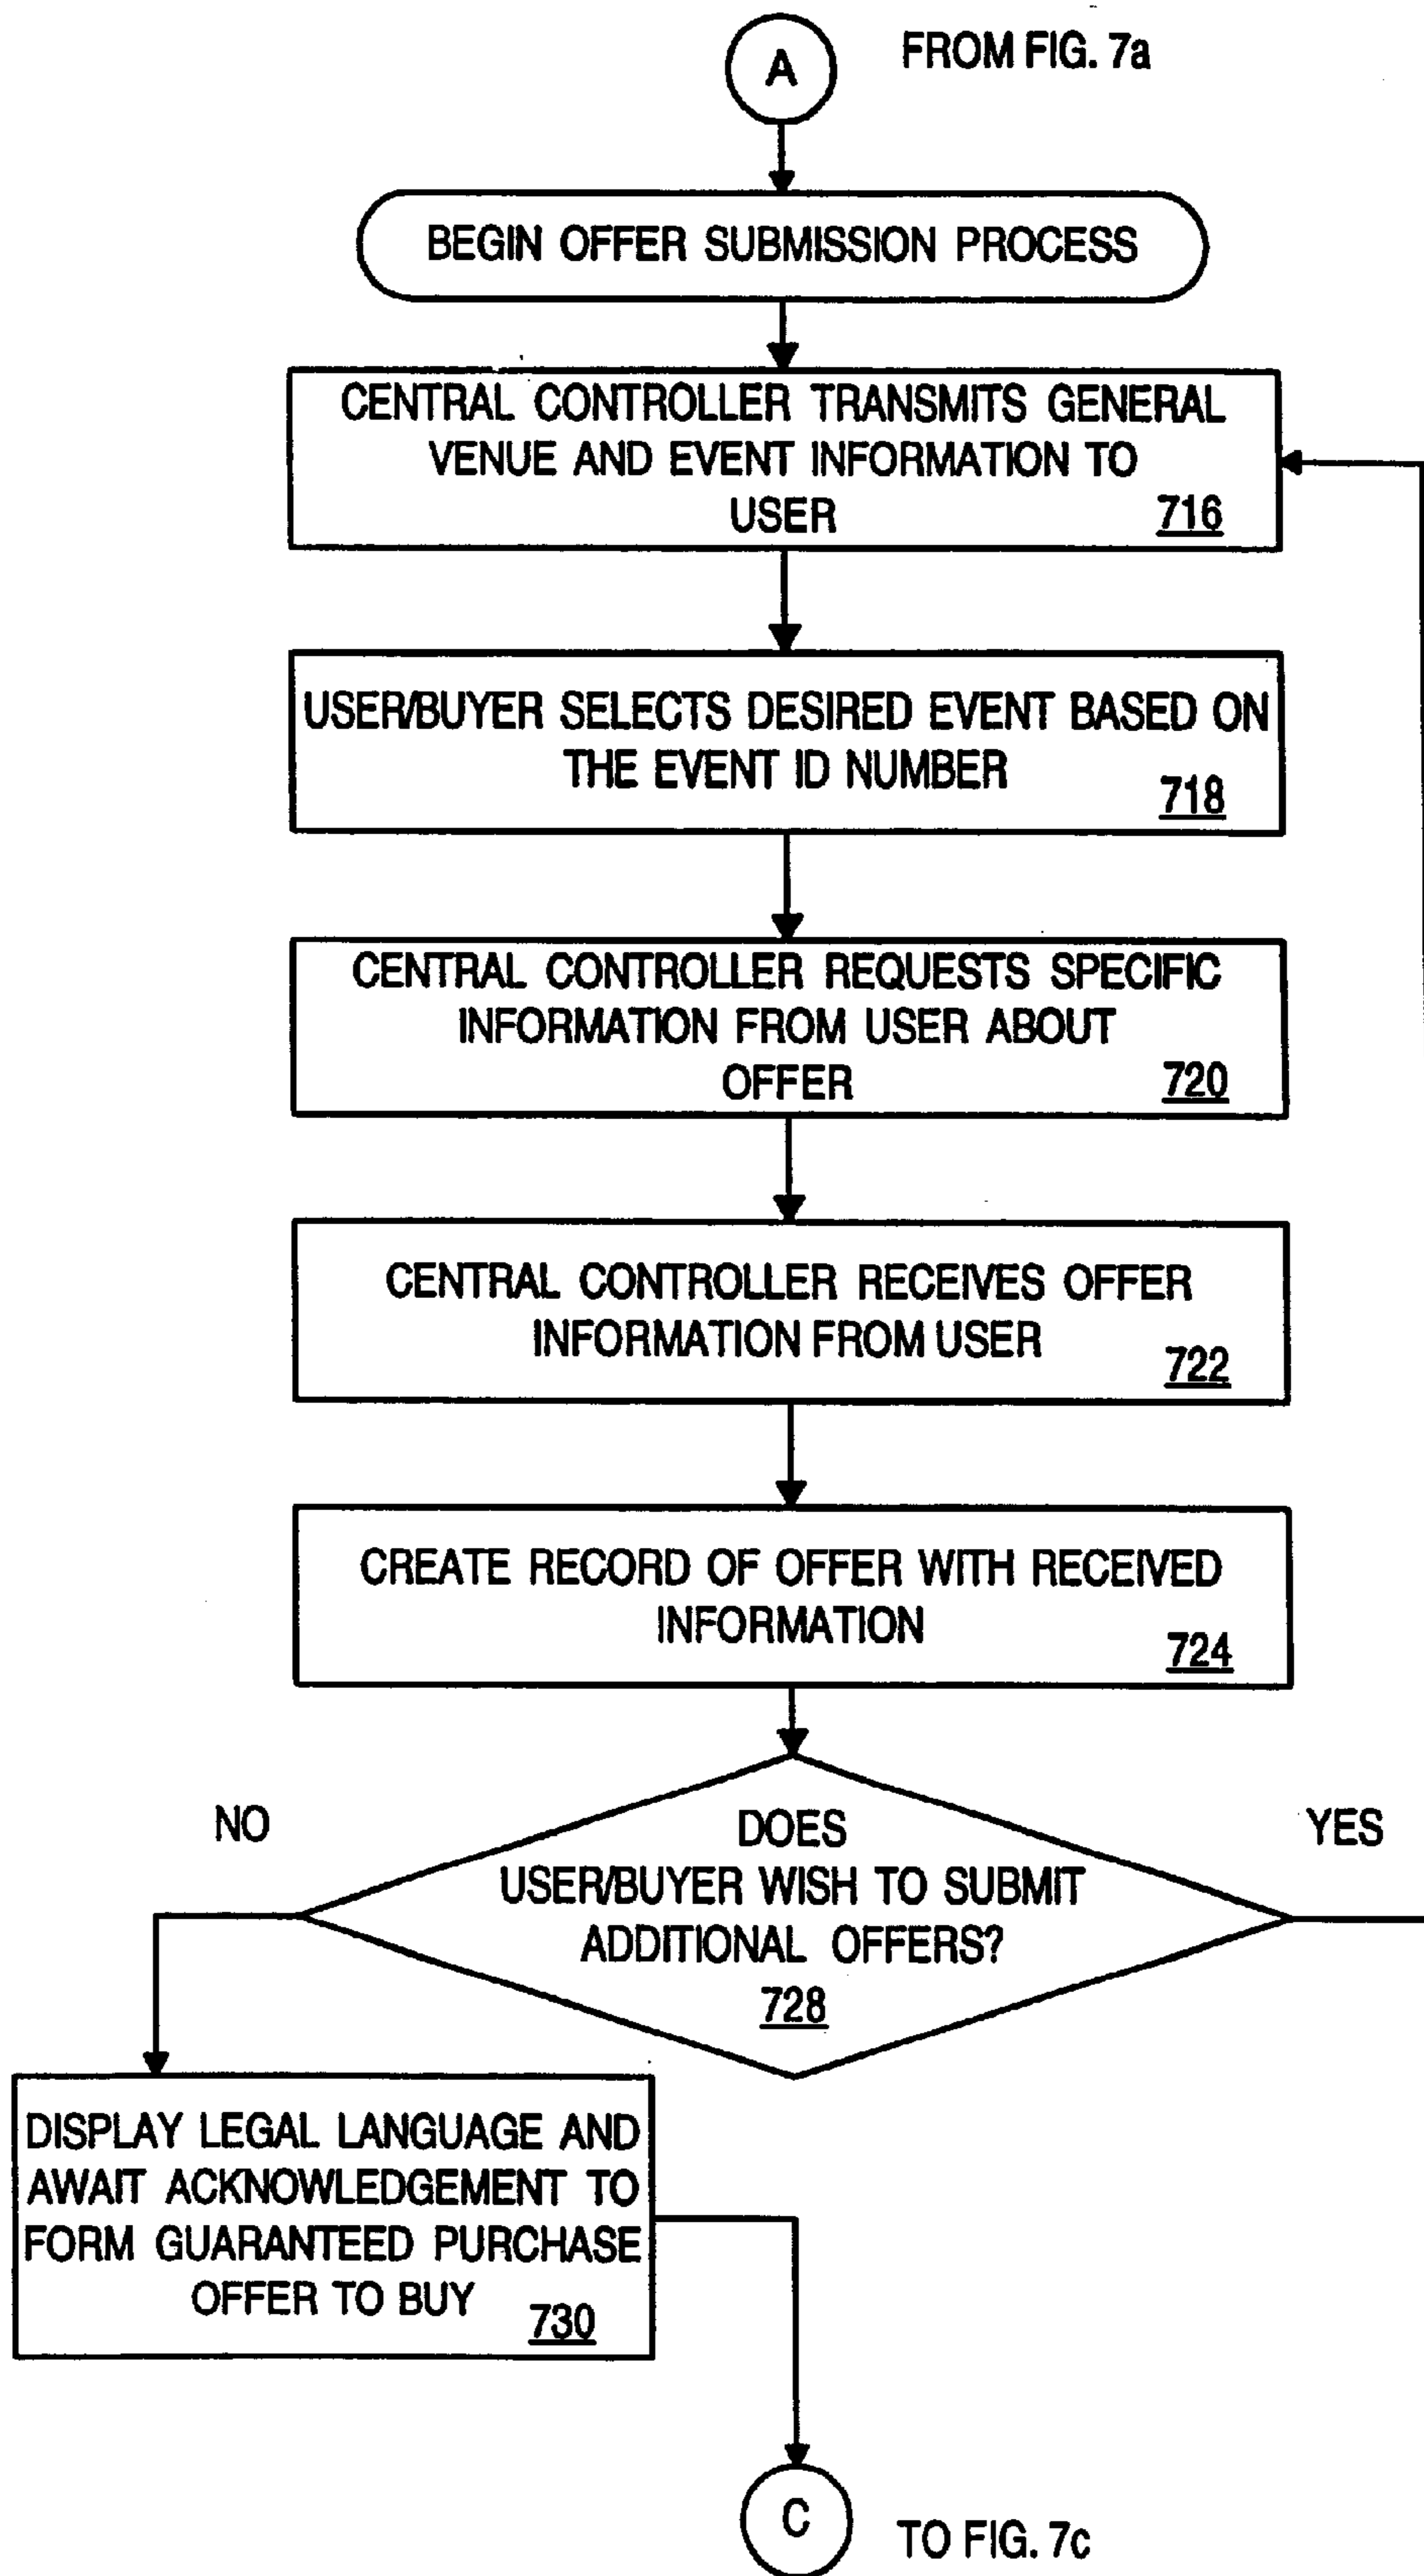 A
FROM FIG. 7a
BEGIN OFFER SUBMISSION PROCESS
CENTRAL CONTROLLER TRANSMITS GENERAL
VENUE AND EVENT INFORMATION TO
USER
716
USER/BUYER SELECTS DESIRED EVENT BASED ON
THE EVENT ID NUMBER
718
CENTRAL CONTROLLER REQUESTS SPECIFIC
INFORMATION FROM USER ABOUT
OFFER
720
CENTRAL CONTROLLER RECEIVES OFFER
INFORMATION FROM USER
722
CREATE RECORD OF OFFER WITH RECEIVED
INFORMATION
724
NO
YES
DOES
USER/BUYER WISH TO SUBMIT
ADDITIONAL OFFERS?
728
DISPLAY LEGAL LANGUAGE AND
AWAIT ACKNOWLEDGEMENT TO
FORM GUARANTEED PURCHASE
OFFER TO BUY
730
C
TO FIG. 7c